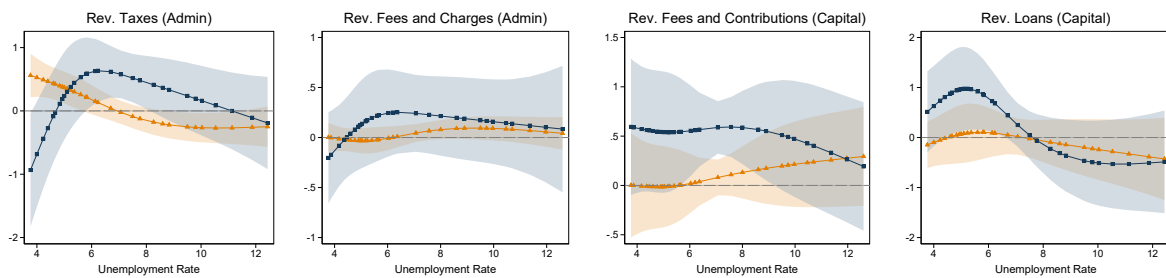 Rev. Taxes (Admin)
1
0
-1
-2
4 6 8 10 12
Unemployment Rate
Rev. Fees and Charges (Admin)
1
.5
0
-.5
-1
4 6 8 10 12
Unemployment Rate
Rev. Fees and Contributions (Capital)
1.5
1
.5
0
-.5
4 6 8 10 12
Unemployment Rate
Rev. Loans (Capital)
2
1
0
-1
-2
4 6 8 10 12
Unemployment Rate